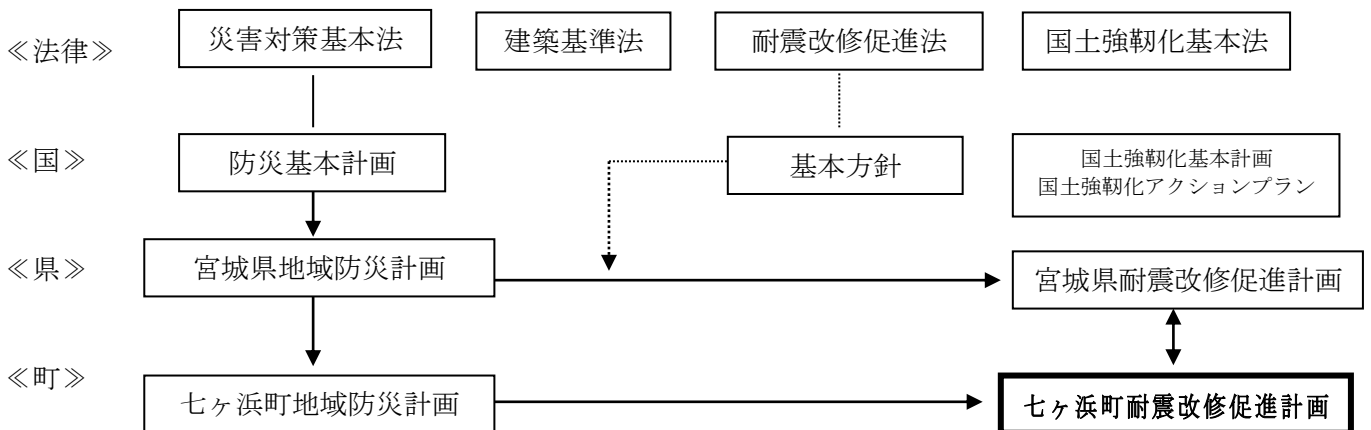 ≪法律≫
災害対策基本法
建築基準法
耐震改修促進法
国土強靱化基本法
≪国≫
防災基本計画
基本方針
国土強靱化基本計画
国土強靱化アクションプラン
≪県≫
宮城県地域防災計画
宮城県耐震改修促進計画
≪町≫
七ヶ浜町地域防災計画
七ヶ浜町耐震改修促進計画